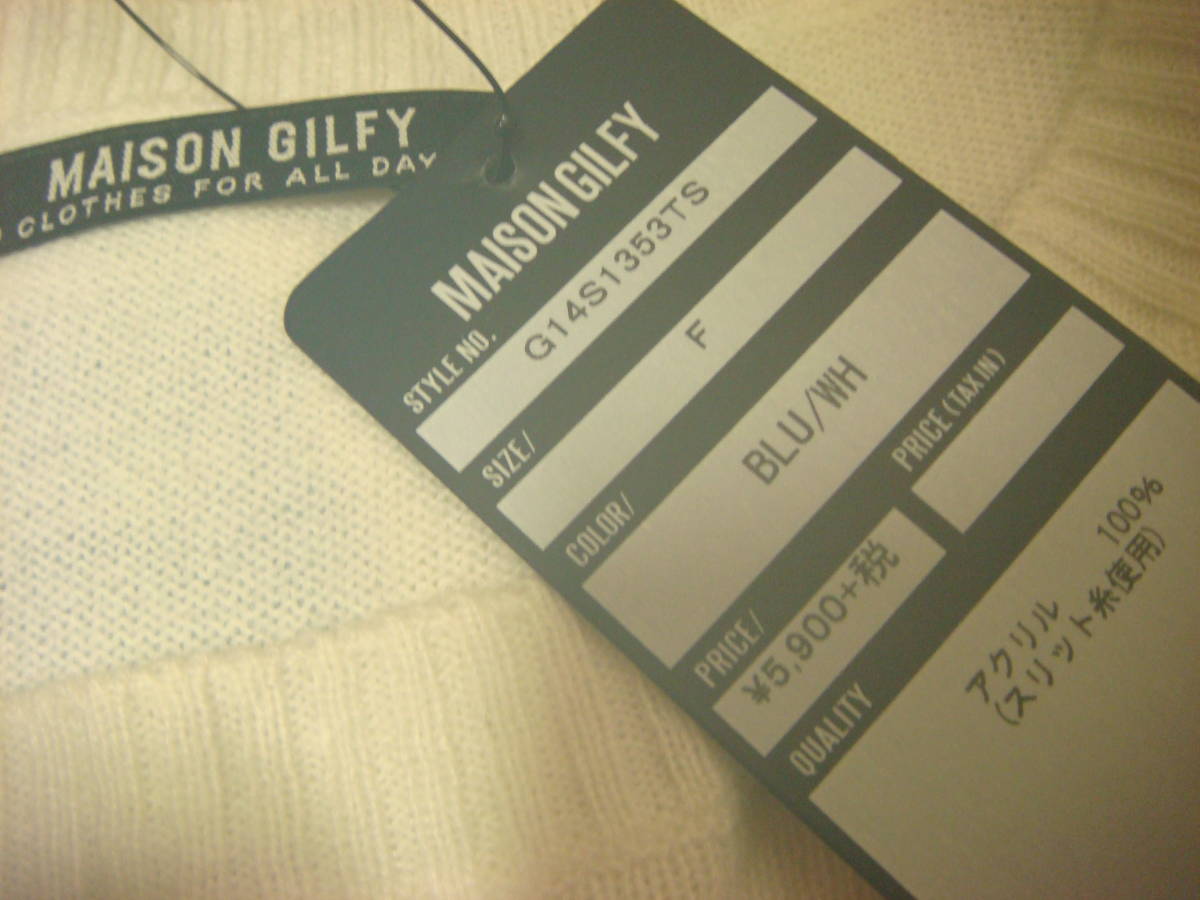 MAISON GILFY
CLOTHES FOR ALL DAY
MAISON GILFY
STYLE NO.
G14S1353TS
SIZE/
F
COLOR/
BLU/WH
PRICE/
¥5,900+税
PRICE (TAX IN)
QUALITY
アクリル 100%
(スリット糸使用)